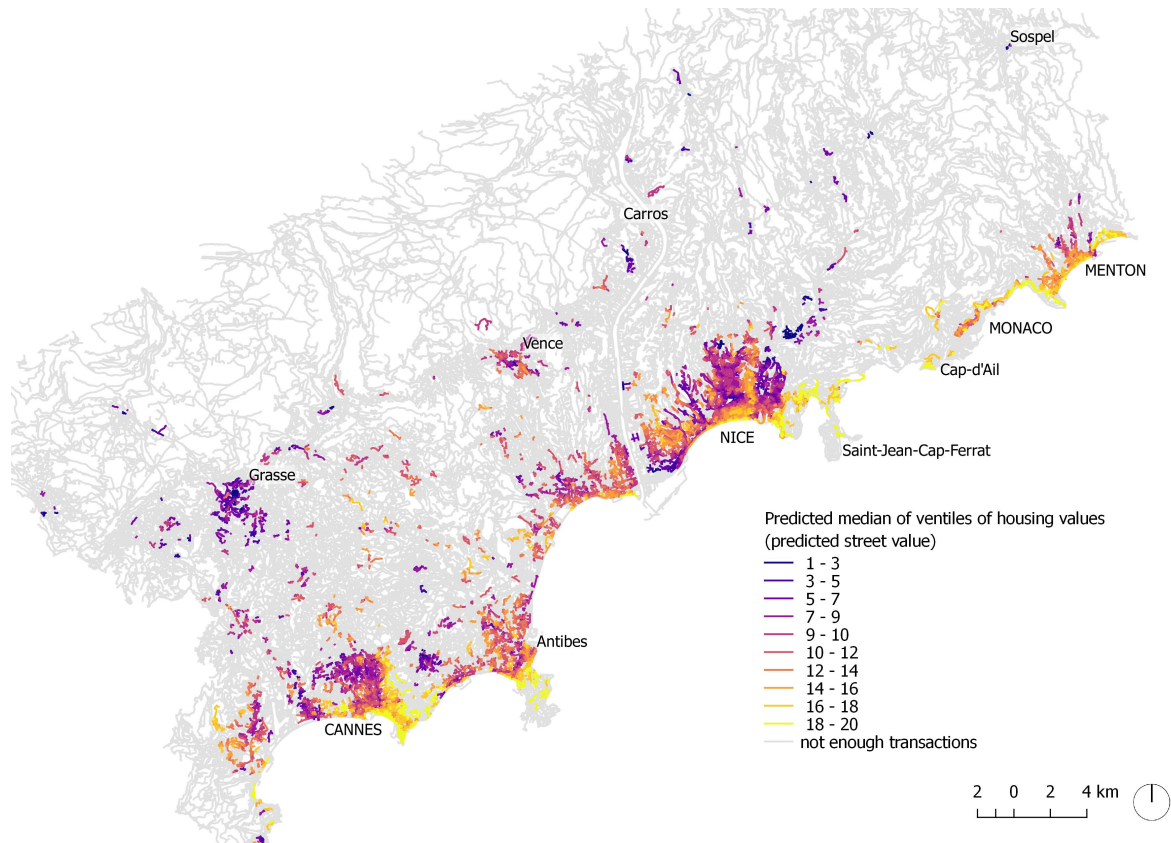 Sospel
Carros
MENTON
MONACO
Vence
Cap-d'Ail
NICE
Saint-Jean-Cap-Ferrat
Grasse
Predicted median of ventiles of housing values
(predicted street value)
1 - 3
3 - 5
5 - 7
7 - 9
9 - 10
10 - 12
12 - 14
14 - 16
16 - 18
18 - 20
not enough transactions
Antibes
CANNES
2 0 2 4 km